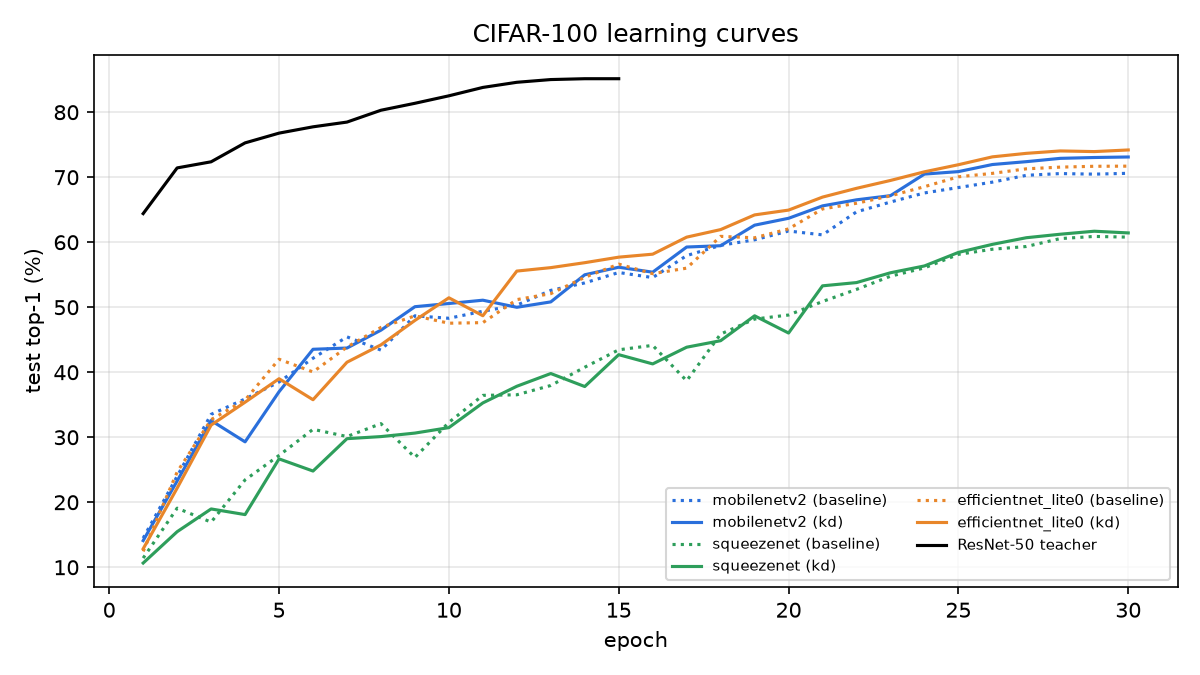 CIFAR-100 learning curves
test top-1 (%)
80
70
60
50
40
30
20
10
mobilenetv2 (baseline)
mobilenetv2 (kd)
squeezenet (baseline)
squeezenet (kd)
efficientnet_lite0 (baseline)
efficientnet_lite0 (kd)
ResNet-50 teacher
0
5
10
15
20
25
30
epoch